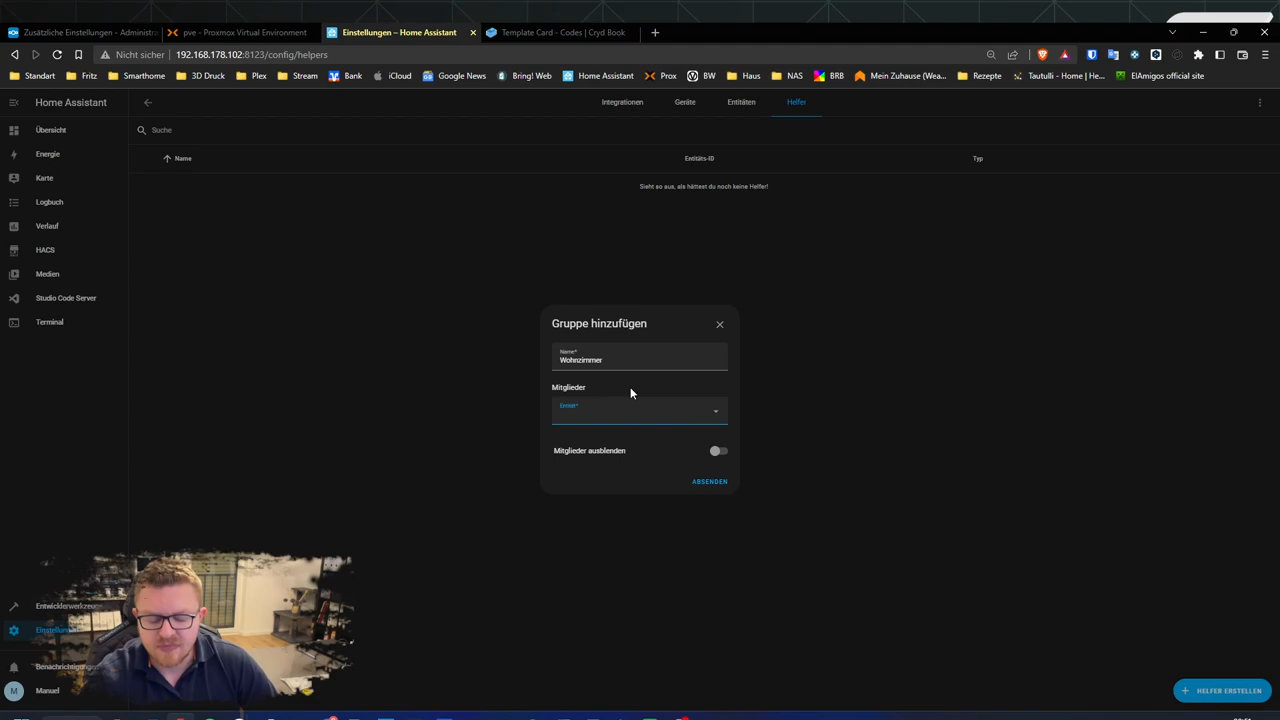 Zusätzliche Einstellungen - Administra
pve - Proxmox Virtual Environment
Einstellungen – Home Assistant
Template Card - Codes | Cryd Book
Nicht sicher
192.168.178.102:8123/config/helpers
Standart
Fritz
Smarthome
3D Druck
Plex
Stream
Bank
iCloud
Google News
Bring! Web
Home Assistant
Prox
BW
Haus
NAS
BRB
Mein Zuhause (Wea...
Rezepte
Tautulli - Home | He...
ElAmigos official site
Home Assistant
Integrationen
Geräte
Entitäten
Helfer
Übersicht
Suche
Energie
Name
Entitäts-ID
Typ
Karte
Sieht so aus, als hättest du noch keine Helfer!
Logbuch
Verlauf
HACS
Medien
Studio Code Server
Terminal
Gruppe hinzufügen
Name*
Wohnzimmer
Mitglieder
Entität*
Mitglieder ausblenden
ABSENDEN
Entwicklerwerkzeuge
Einstellungen
Benachrichtigungen
M
Manuel
HELFER ERSTELLEN